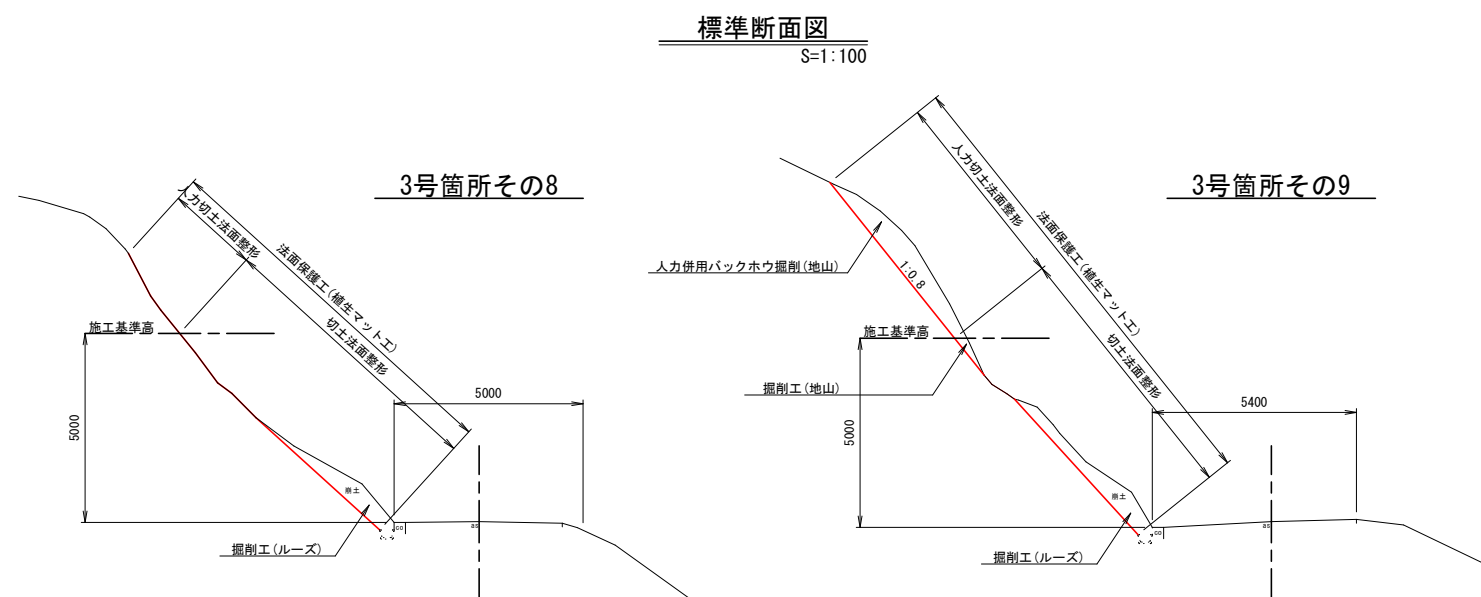 標準断面図
S=1:100
3号箇所その8
人力切土法面整形
法面保護工(植生マット工)
切土法面整形
施工基準高
5000
5000
崩土
co
as
掘削工(ルーズ)
3号箇所その9
人力切土法面整形
法面保護工(植生マット工)
切土法面整形
人力併用バックホウ掘削(地山)
1:0.8
施工基準高
掘削工(地山)
5000
5400
崩土
co
as
掘削工(ルーズ)